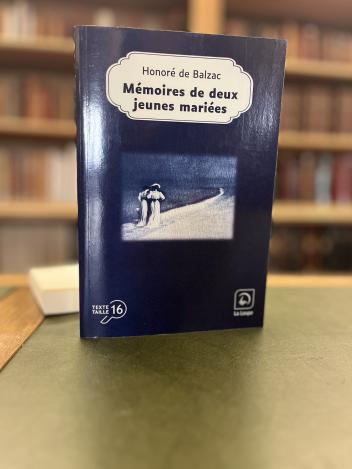 Honoré de Balzac
Mémoires de deux
jeunes mariées
TEXTE
TAILLE 16
La Loupe